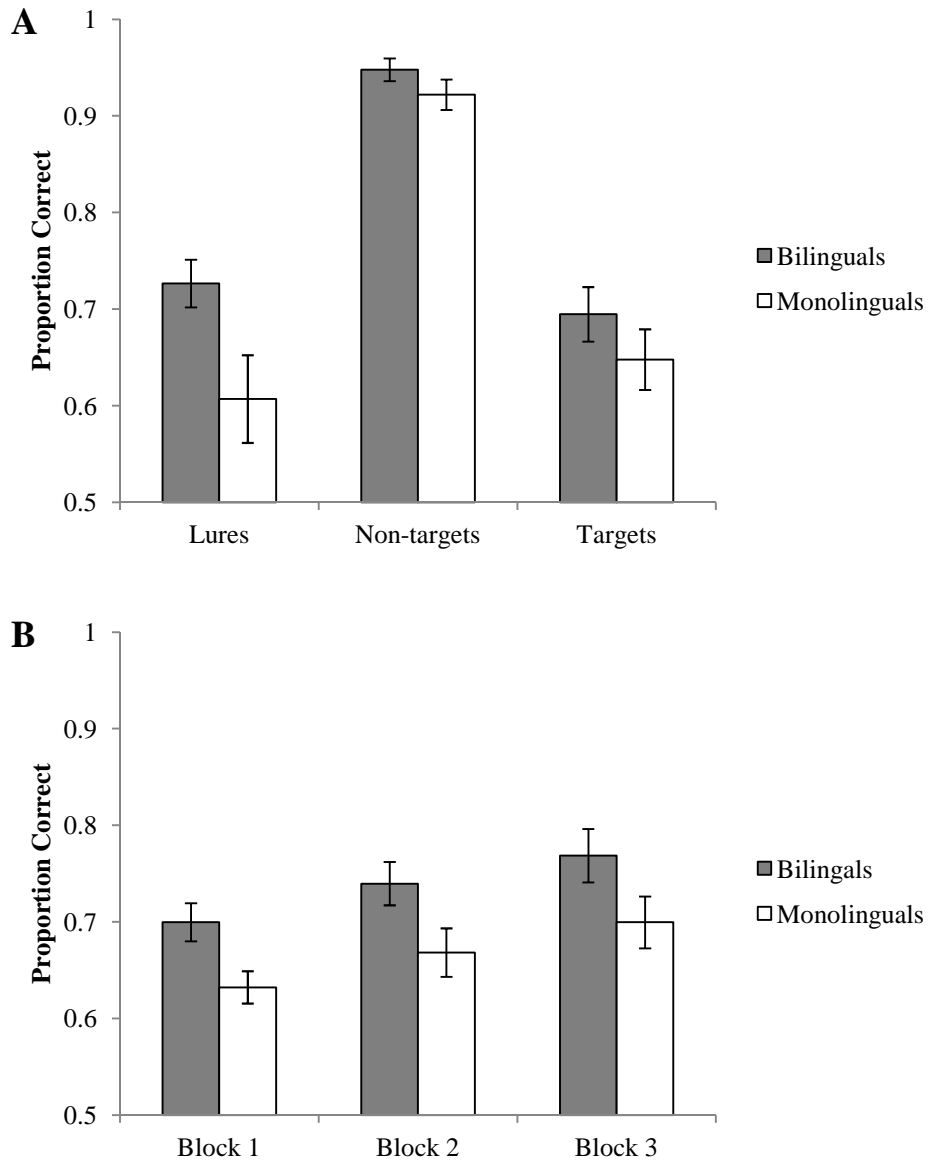 A
1
0.9
0.8
0.7
0.6
0.5
Proportion Correct
Lures Non-targets Targets
Bilinguals
Monolinguals
B
1
0.9
0.8
0.7
0.6
0.5
Proportion Correct
Block 1 Block 2 Block 3
Bilingals
Monolinguals